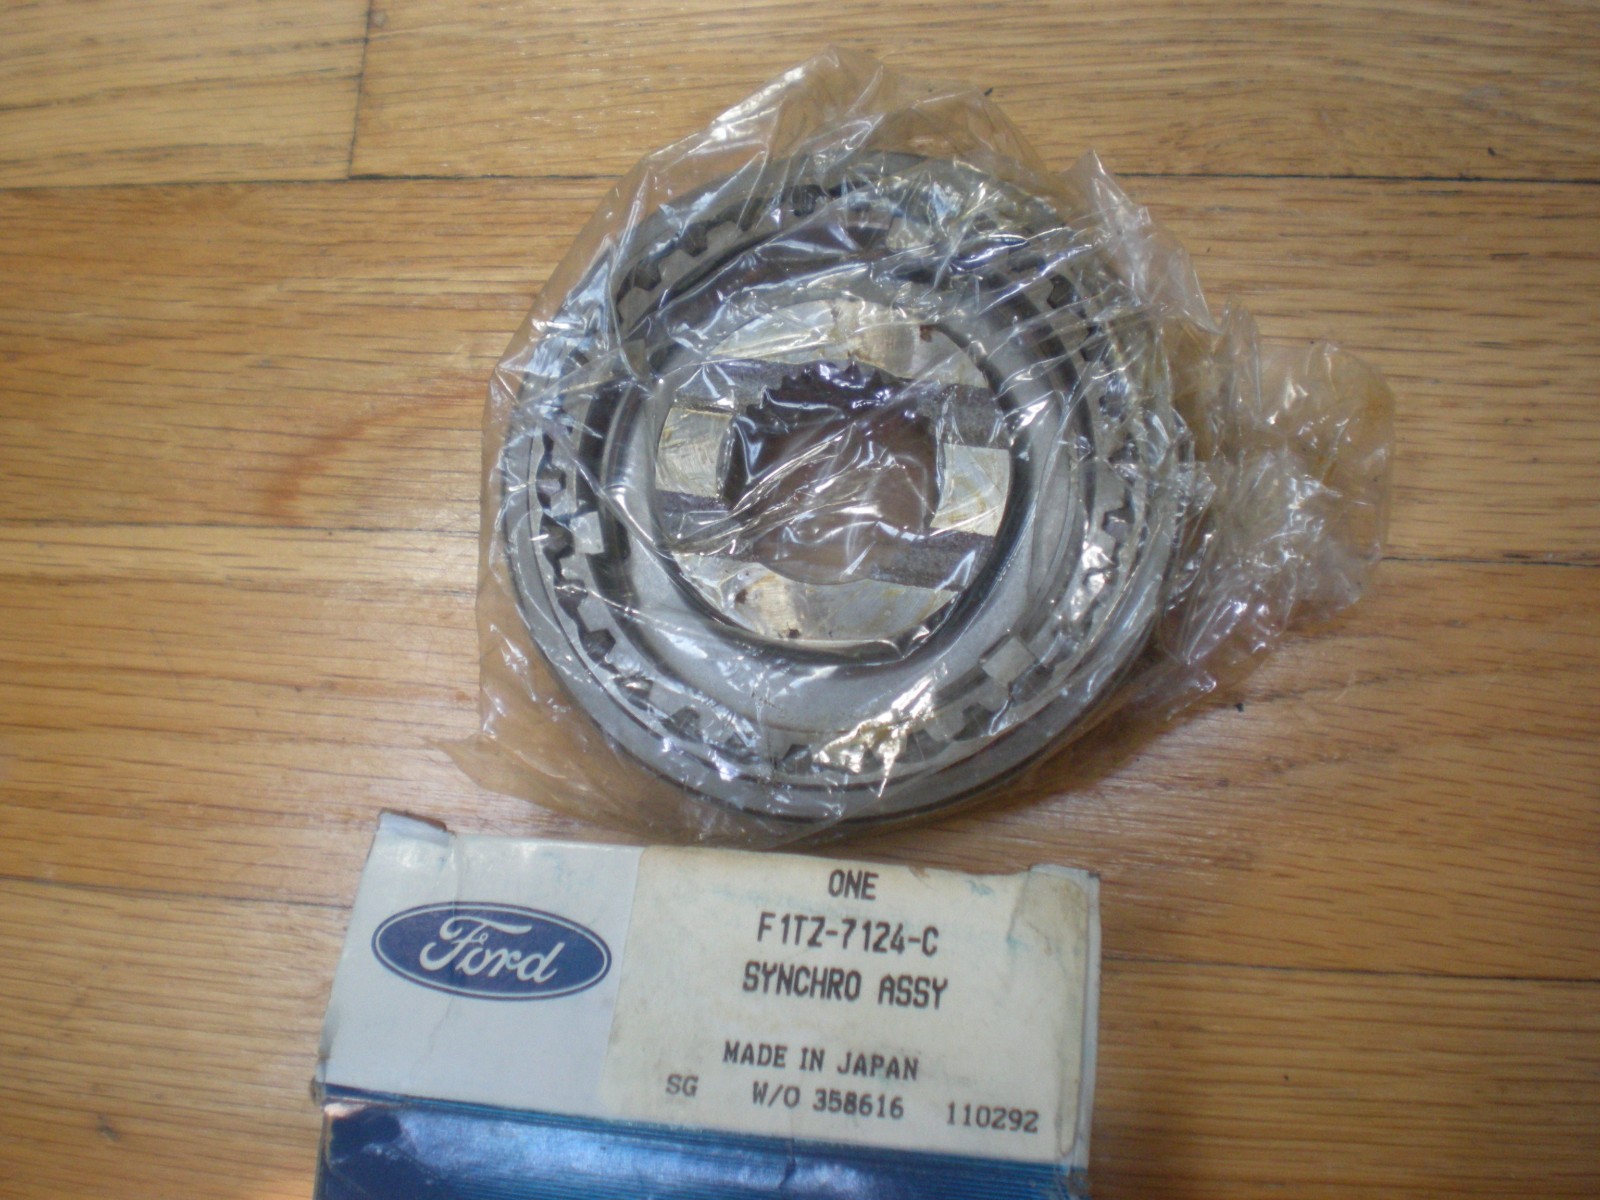 Ford
ONE
F1TZ-7124-C
SYNCHRO ASSY
MADE IN JAPAN
SG W/O 358616 110292